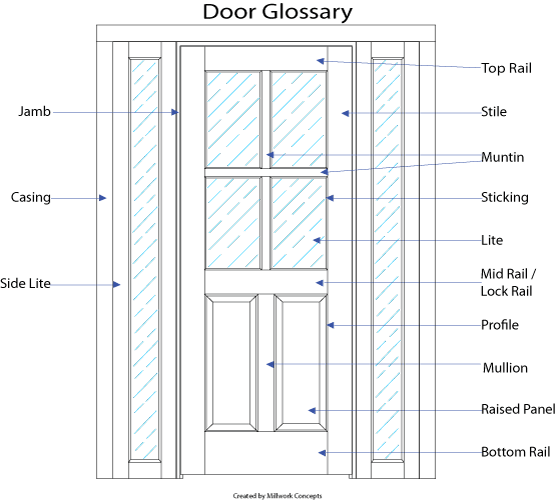 Door Glossary
Top Rail
Jamb
Stile
Muntin
Casing
Sticking
Lite
Side Lite
Mid Rail /
Lock Rail
Profile
Mullion
Raised Panel
Bottom Rail
Created by Millwork Concepts